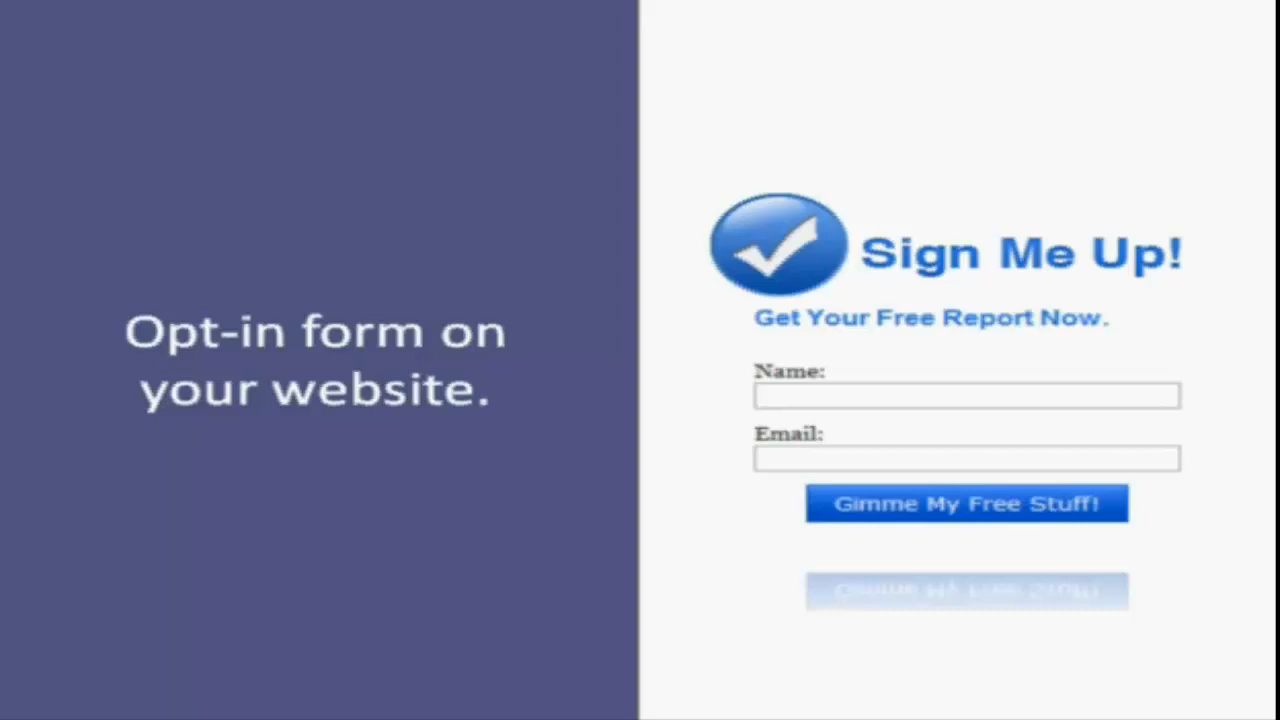 Opt-in form on
your website.
Sign Me Up!
Get Your Free Report Now.
Name:
Email:
Gimme My Free Stuff!